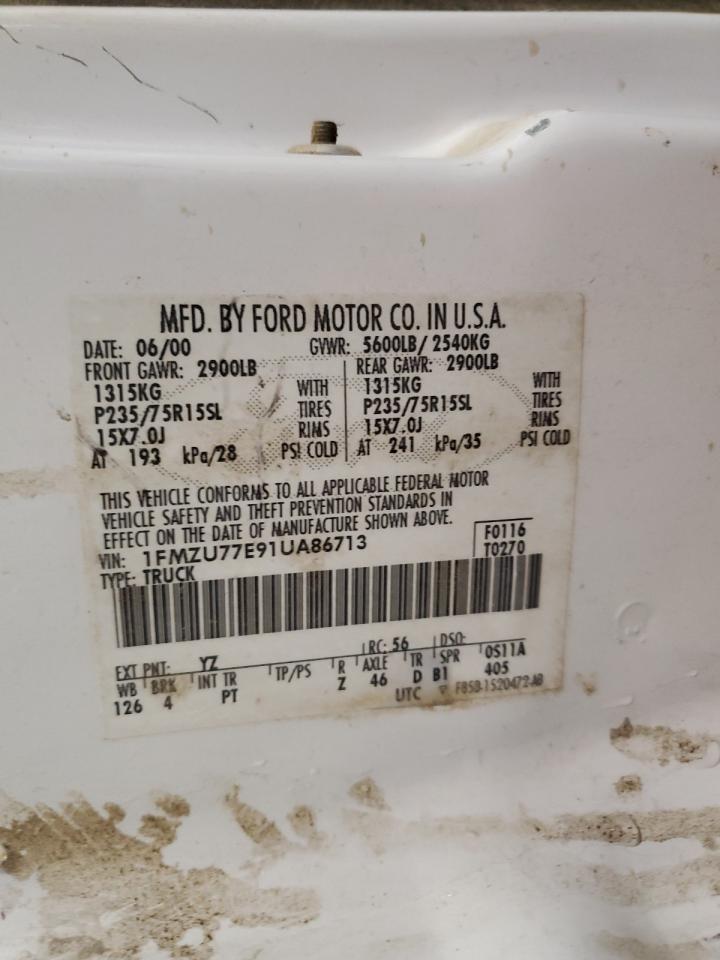 MFD. BY FORD MOTOR CO. IN U.S.A.
DATE: 06/00 GVWR: 5600LB/ 2540KG
FRONT GAWR: 2900LB REAR GAWR: 2900LB
1315KG WITH 1315KG WITH
P235/75R15SL TIRES P235/75R15SL TIRES
15X7.0J RIMS 15X7.0J RIMS
AT 193 kPa/28 PSI COLD AT 241 kPa/35 PSI COLD
THIS VEHICLE CONFORMS TO ALL APPLICABLE FEDERAL MOTOR
VEHICLE SAFETY AND THEFT PREVENTION STANDARDS IN
EFFECT ON THE DATE OF MANUFACTURE SHOWN ABOVE.
VIN: 1FMZU77E91UA86713 F0116
TYPE: TRUCK T0270
EXT PNT: YZ RC: 56 DSO:
WB BRK INT TR TP/PS R AXLE TR SPR 0S11A
126 4 PT Z 46 D B1 405
UTC ▽ F85B-1520472-AB